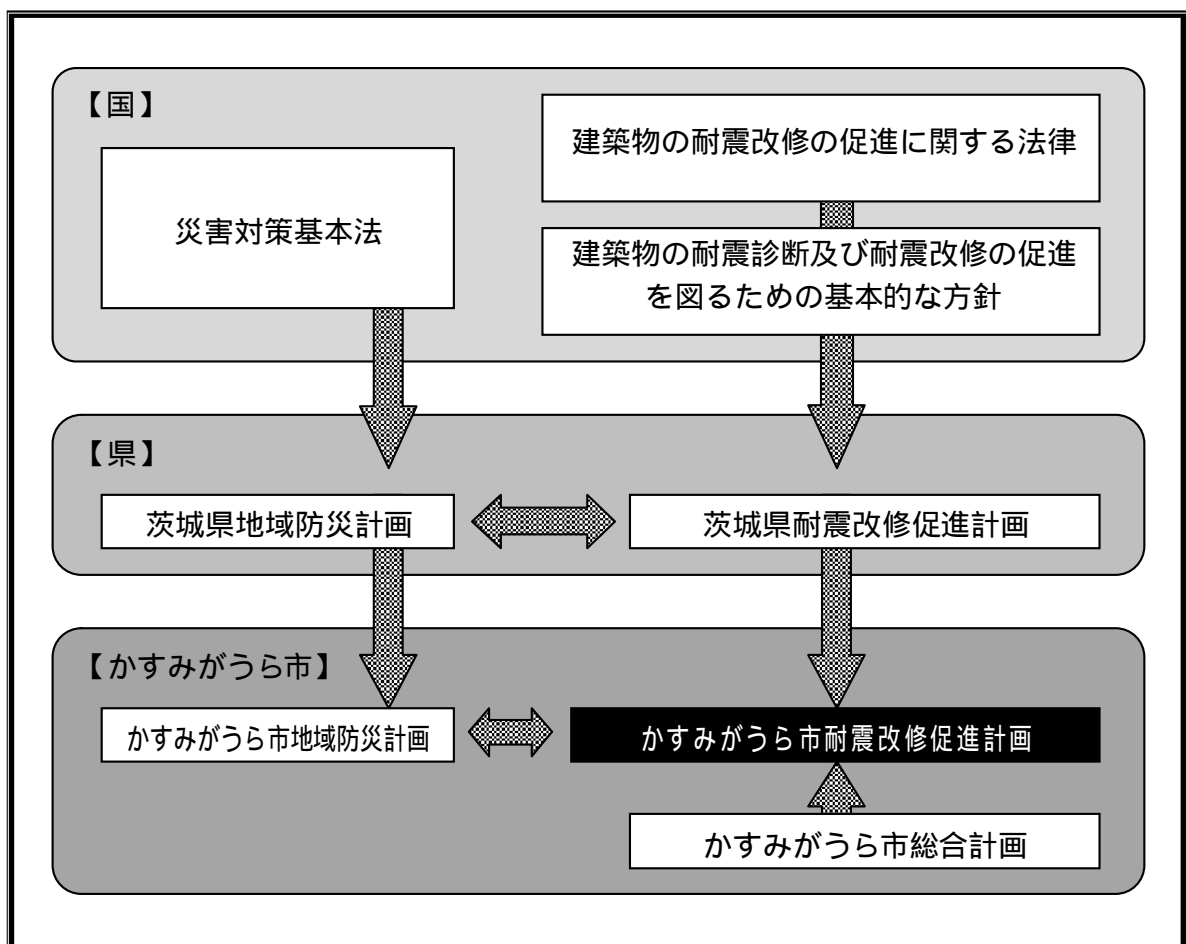 【国】
災害対策基本法
建築物の耐震改修の促進に関する法律
建築物の耐震診断及び耐震改修の促進
を図るための基本的な方針
【県】
茨城県地域防災計画
茨城県耐震改修促進計画
【かすみがうら市】
かすみがうら市地域防災計画
かすみがうら市耐震改修促進計画
かすみがうら市総合計画